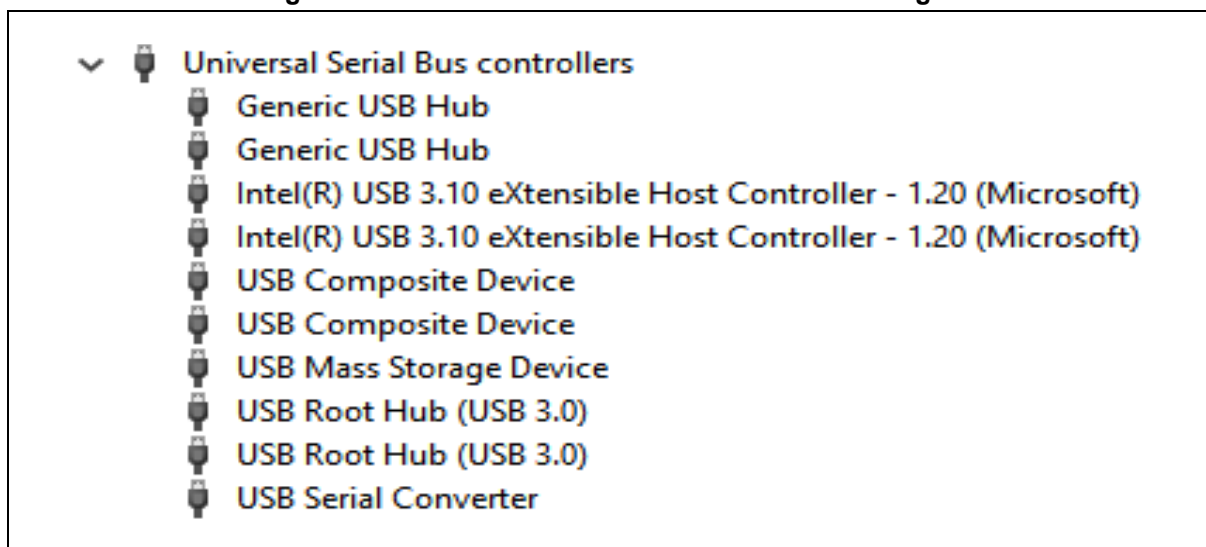 Universal Serial Bus controllers
Generic USB Hub
Generic USB Hub
Intel(R) USB 3.10 eXtensible Host Controller - 1.20 (Microsoft)
Intel(R) USB 3.10 eXtensible Host Controller - 1.20 (Microsoft)
USB Composite Device
USB Composite Device
USB Mass Storage Device
USB Root Hub (USB 3.0)
USB Root Hub (USB 3.0)
USB Serial Converter